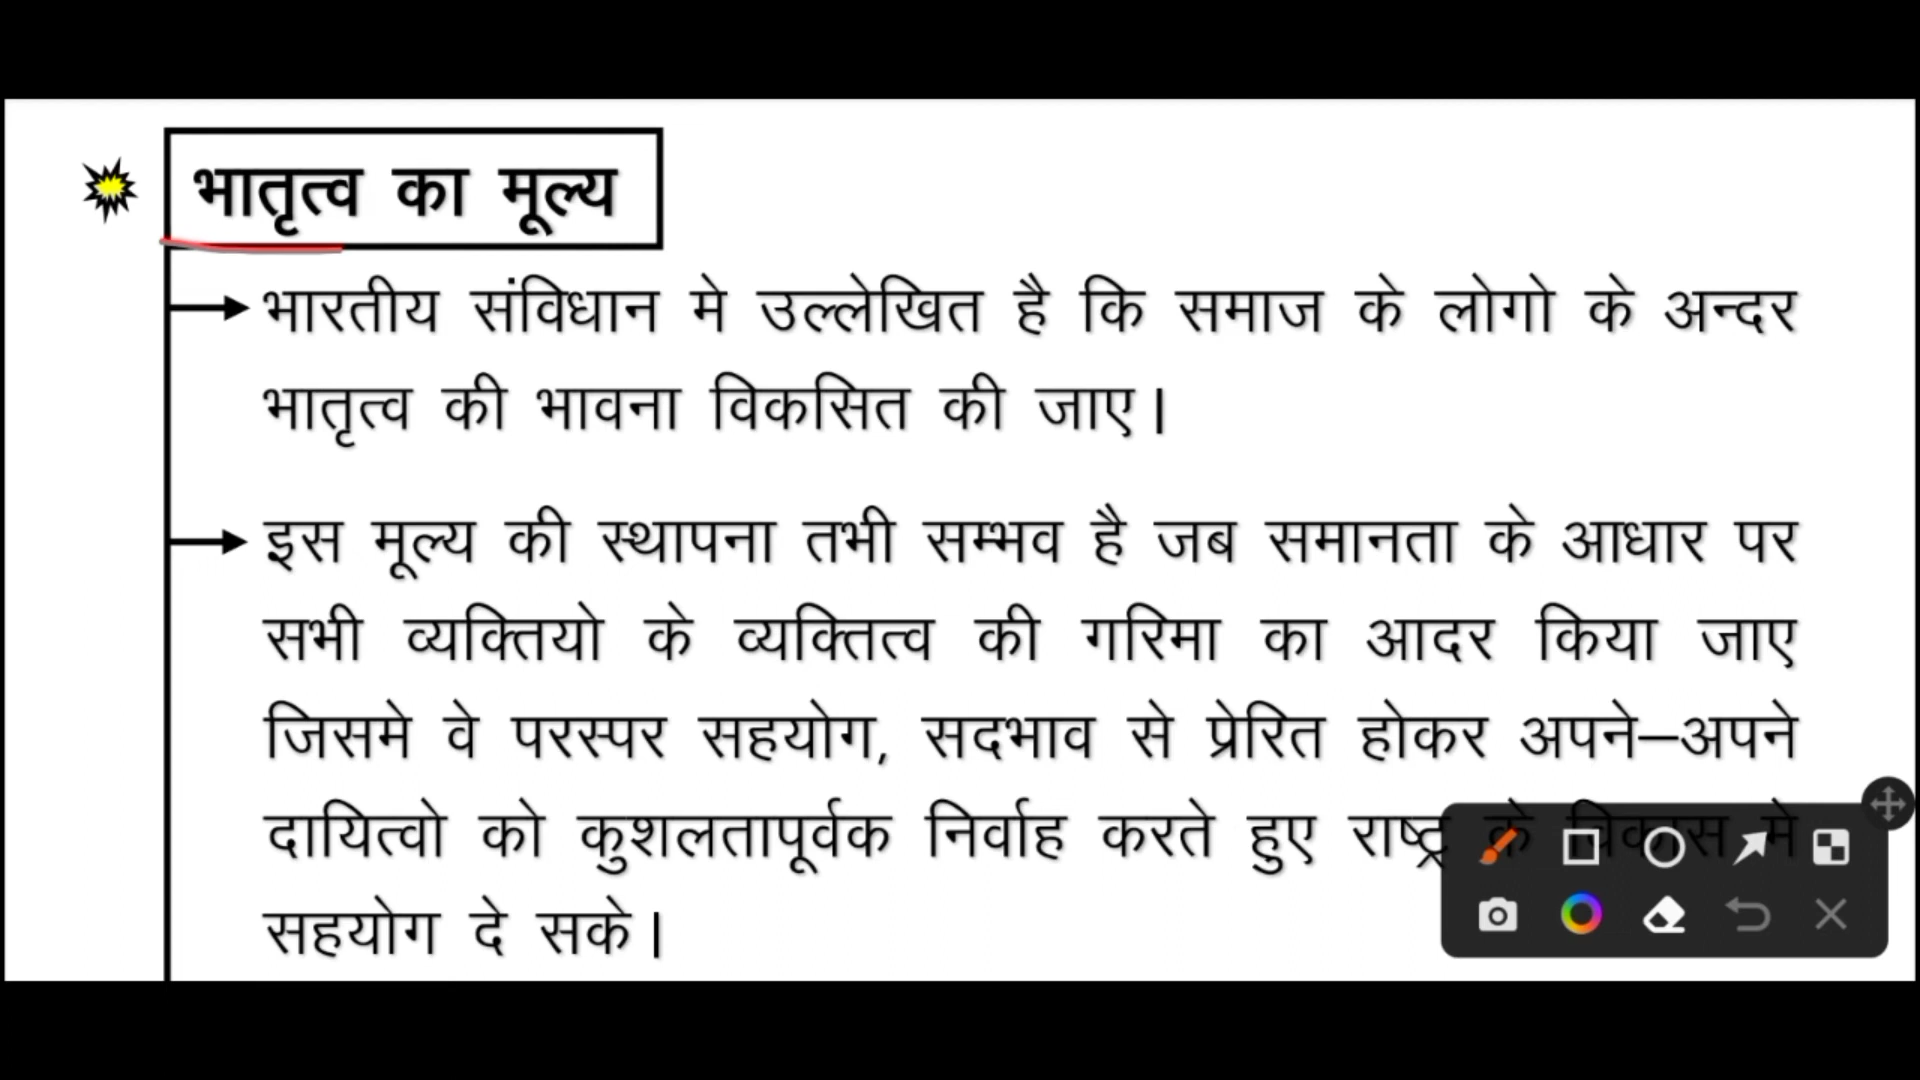 भातृत्व का मूल्य
भारतीय संविधान मे उल्लेखित है कि समाज के लोगो के अन्दर
भातृत्व की भावना विकसित की जाए।
इस मूल्य की स्थापना तभी सम्भव है जब समानता के आधार पर
सभी व्यक्तियो के व्यक्तित्व की गरिमा का आदर किया जाए
जिसमे वे परस्पर सहयोग, सदभाव से प्रेरित होकर अपने–अपने
दायित्वो को कुशलतापूर्वक निर्वाह करते हुए राष्ट्र के विकास मे
सहयोग दे सके।